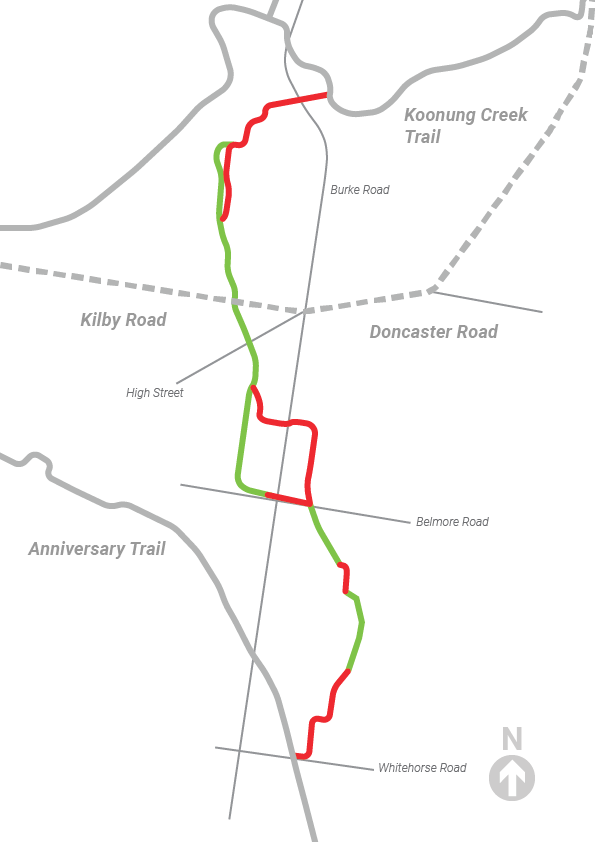 Koonung Creek
Trail
Burke Road
Kilby Road
Doncaster Road
High Street
Belmore Road
Anniversary Trail
N
Whitehorse Road